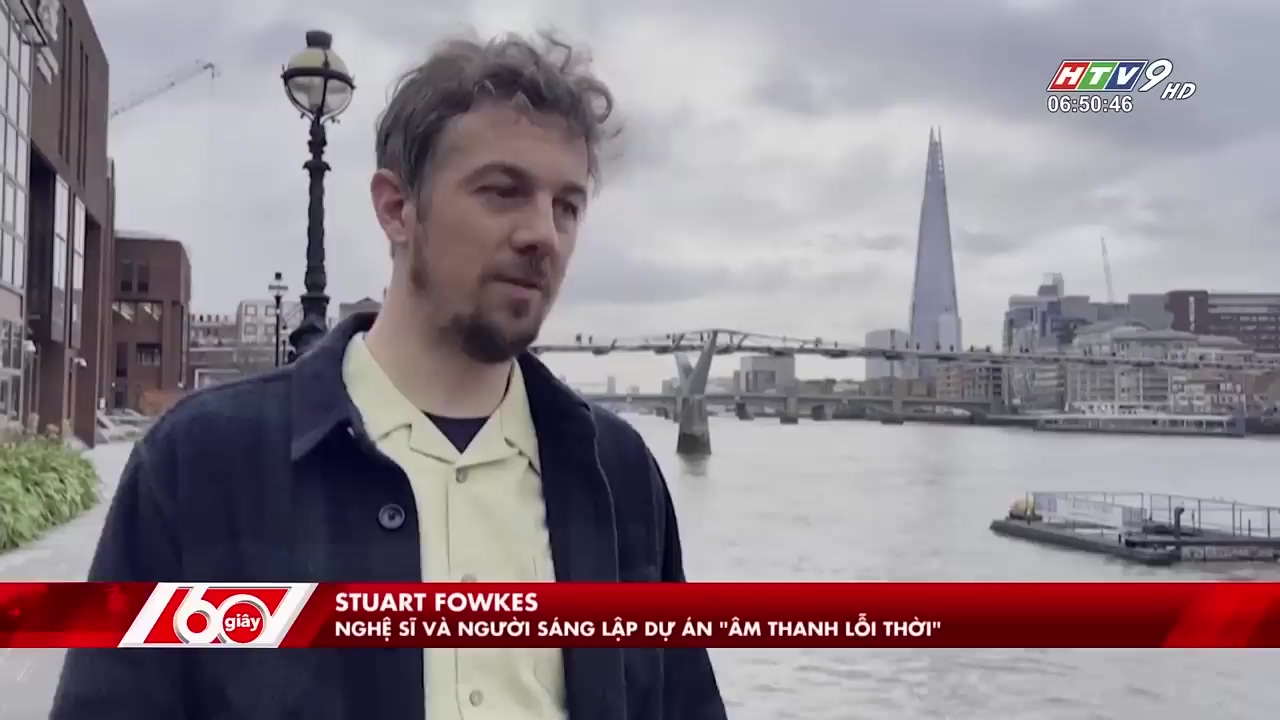 HTV9 HD
06:50:46
60 giây
STUART FOWKES
NGHỆ SĨ VÀ NGƯỜI SÁNG LẬP DỰ ÁN "ÂM THANH LỖI THỜI"